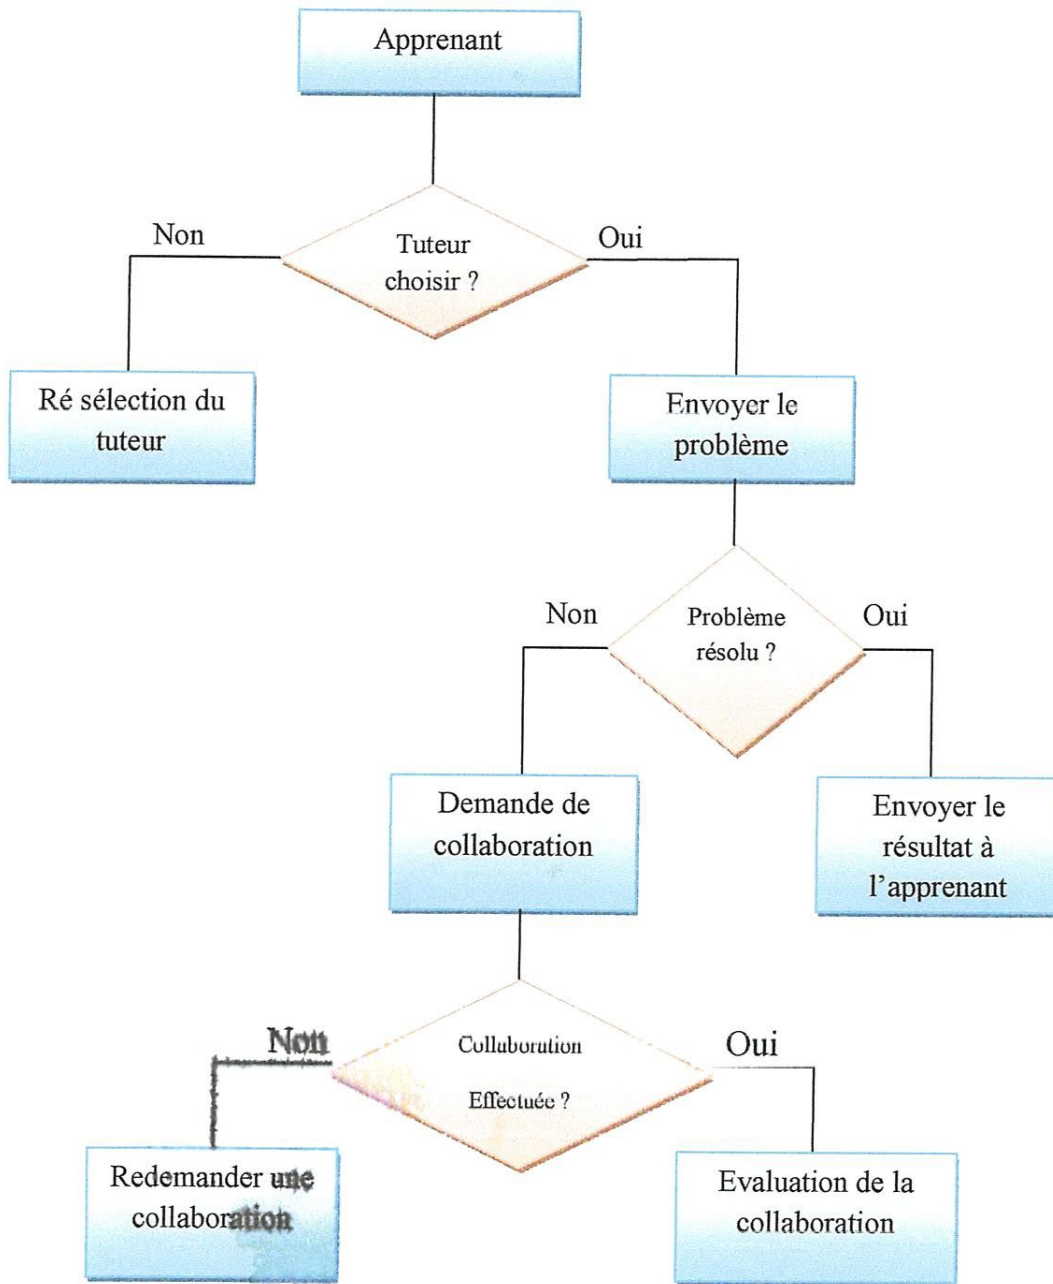 Apprenant
Non
Oui
Tuteur
choisir ?
Ré sélection du
tuteur
Envoyer le
problème
Non
Oui
Problème
résolu ?
Demande de
collaboration
Envoyer le
résultat à
l'apprenant
Non
Oui
Collaboration
Effectuée ?
Redemander une
collaboration
Evaluation de la
collaboration